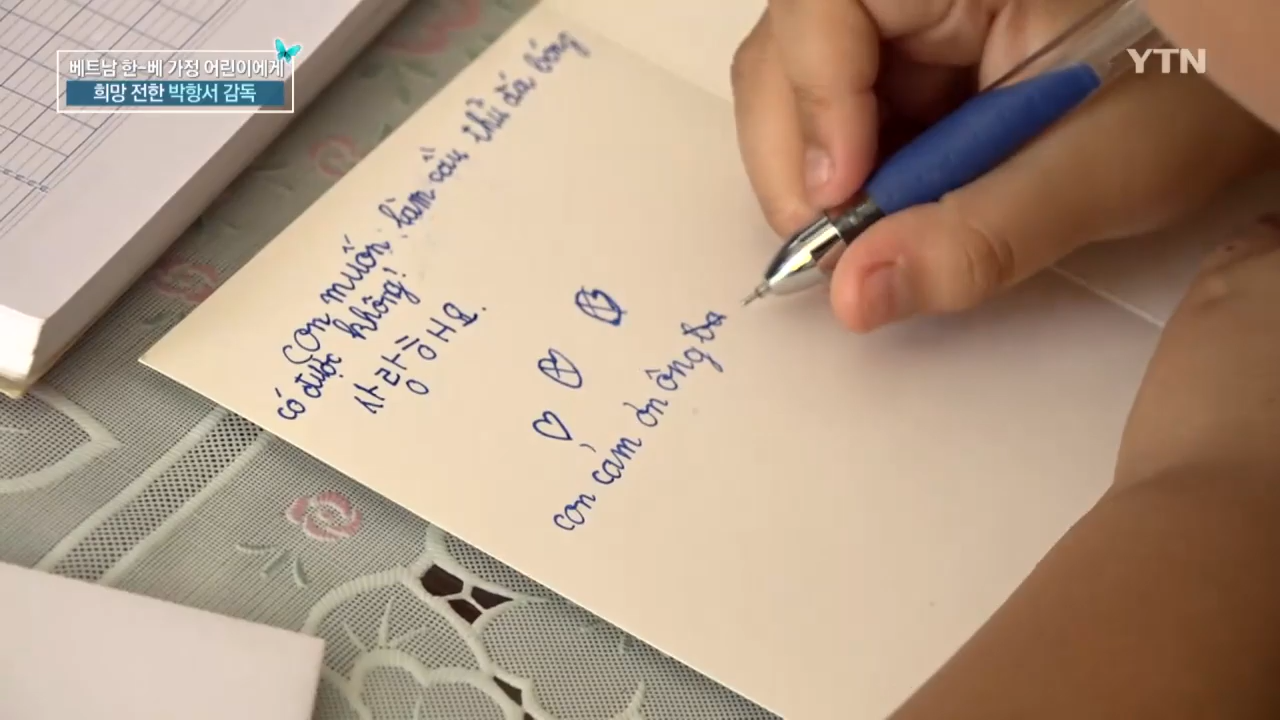 베트남 한-베 가정 어린이에게
희망 전한 박항서 감독
YTN
con muốn làm cầu thủ đá bóng
có được không!
사랑해요.
con cảm ơn ông ba